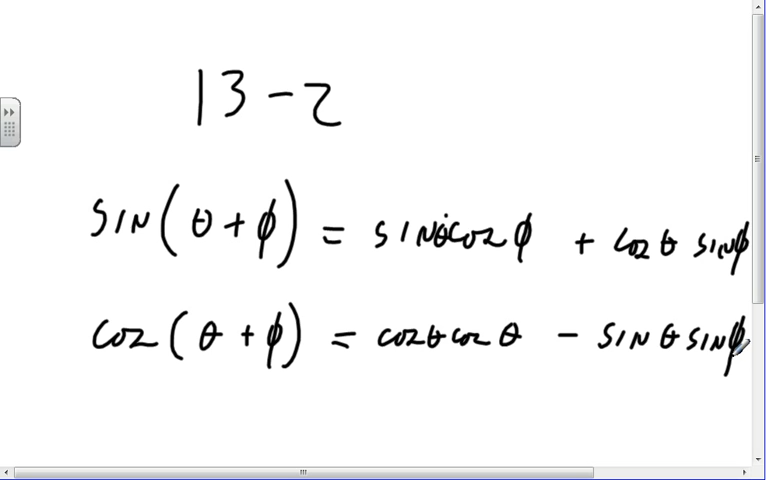 13-2
sin(θ+ϕ) = sinθcosϕ + cosθ sinϕ
cos(θ+ϕ) = cosθcosθ - sinθsinϕ